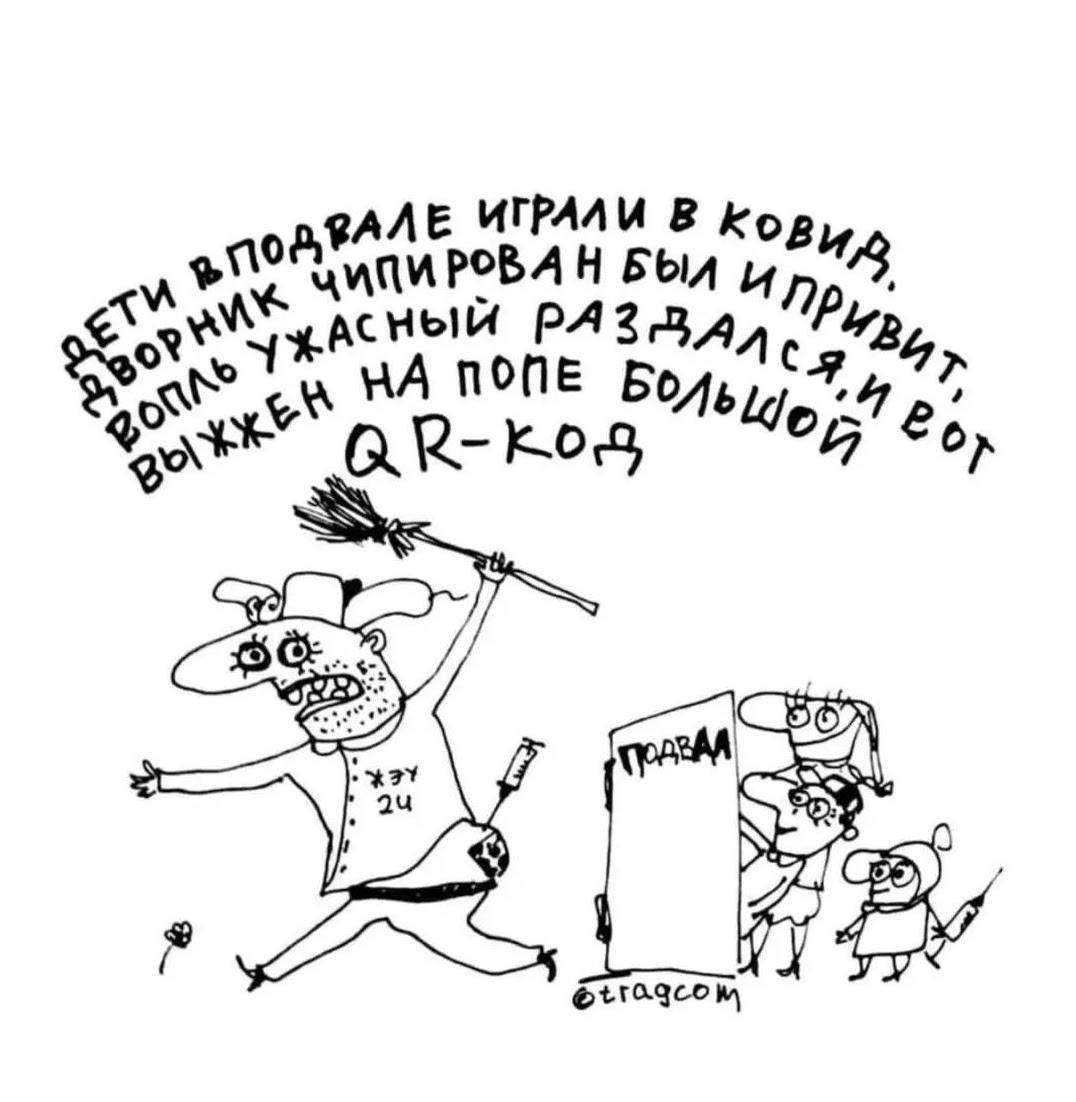 ДЕТИ В ПОДВАЛЕ ИГРАЛИ В КОВИД.
ДВОРНИК ЧИПИРОВАН БЫЛ И ПРИВИТ,
ВОПЛЬ УЖАСНЫЙ РАЗДАЛСЯ, И ВОТ
ВЫЖЖЕН НА ПОПЕ БОЛЬШОЙ
QR-КОД
ЖЭУ
24
ПОДВАЛ
©tragcom